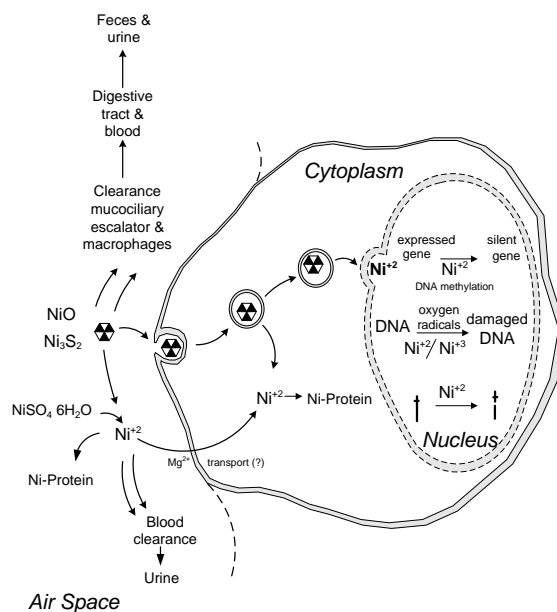 Feces &
urine
Digestive
tract &
blood
Clearance
mucociliary
escalator &
macrophages
NiO
Ni₃S₂
NiSO₄ 6H₂O
Ni⁺²
Ni-Protein
Blood
clearance
Urine
Air Space
Mg²⁺ transport (?)
Cytoplasm
Ni⁺² Ni-Protein
Ni⁺²
expressed
gene
Ni⁺²
silent
gene
DNA methylation
DNA
oxygen
radicals
Ni⁺²/ Ni⁺³
damaged
DNA
Ni⁺²
Nucleus